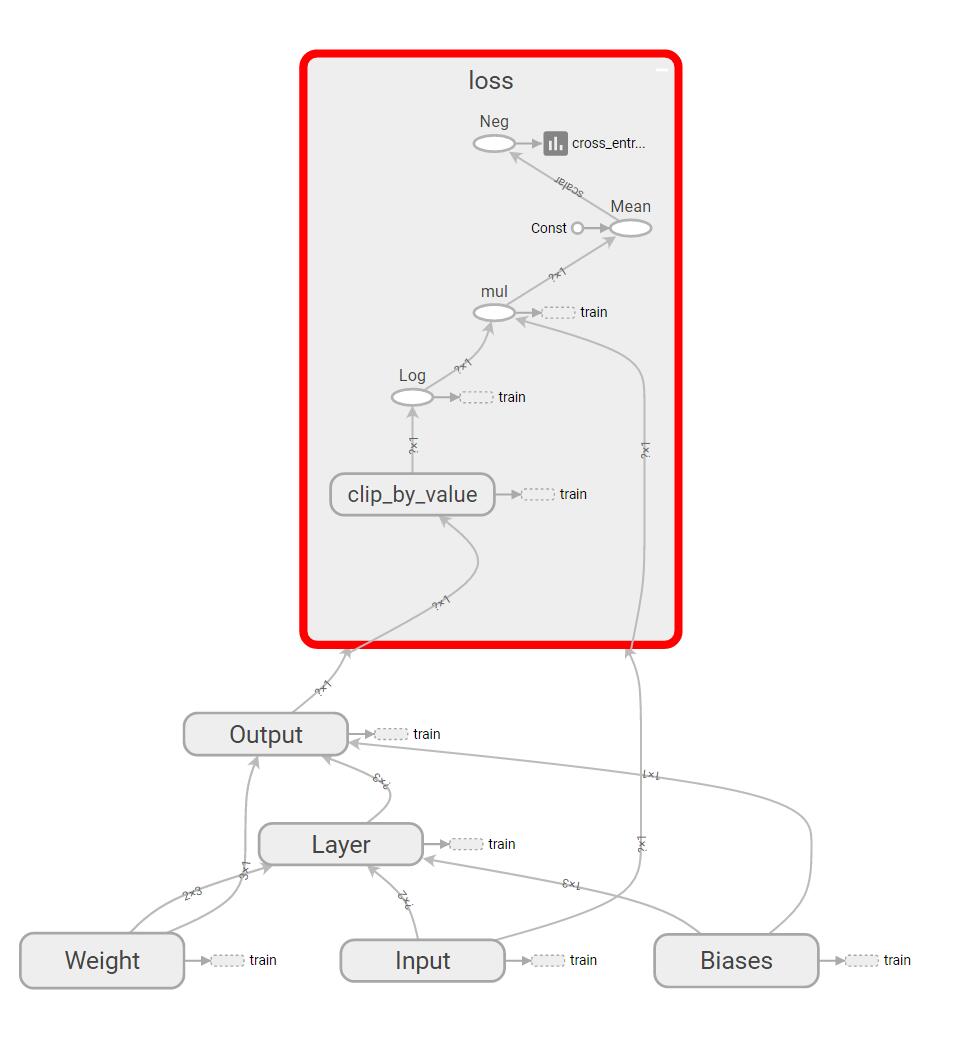 loss
Neg
cross_entr...
scalar
Mean
Const
?×1
mul
train
?×1
Log
train
?×1
?×1
clip_by_value
train
?×1
?×1
Output
train
?×3
1×1
Layer
train
?×1
2×3
3×1
?×2
1×3
Weight
train
Input
train
Biases
train